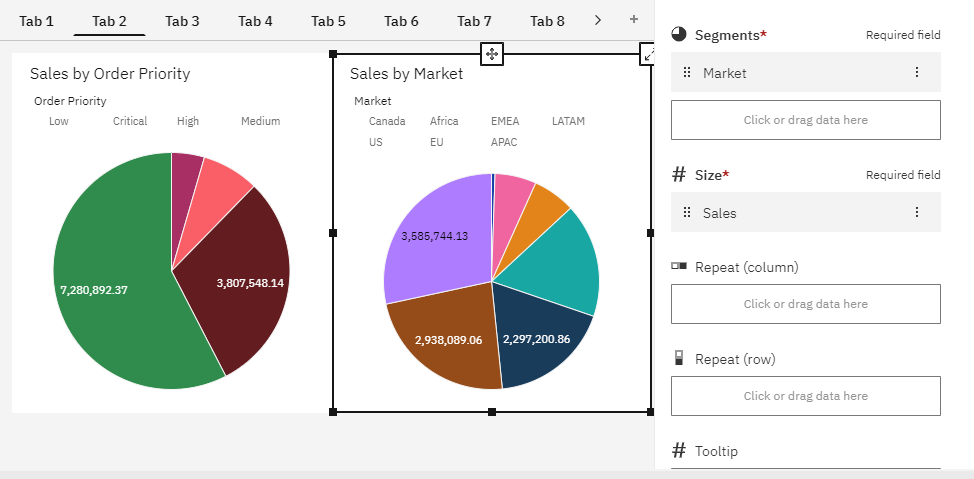 Tab 1 Tab 2 Tab 3 Tab 4 Tab 5 Tab 6 Tab 7 Tab 8 > +
Sales by Order Priority
Order Priority
Low Critical High Medium
7,280,892.37
3,807,548.14
Sales by Market
Market
Canada Africa EMEA LATAM
US EU APAC
3,585,744.13
2,938,089.06
2,297,200.86
Segments* Required field
Market
Click or drag data here
# Size* Required field
Sales
Repeat (column)
Click or drag data here
Repeat (row)
Click or drag data here
# Tooltip